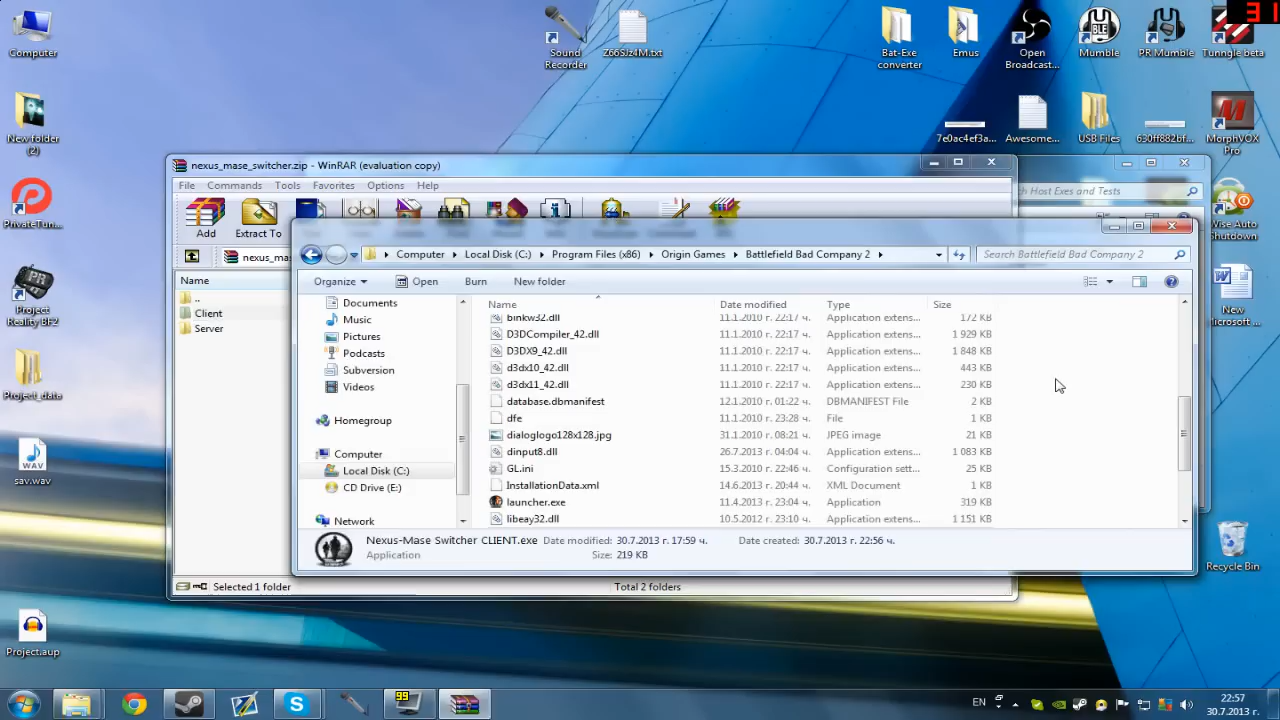 31
Computer
New folder
(2)
PrivateTun...
Project
Reality BF2
Project_data
sav.wav
Project.aup
Sound
Recorder
Z66SJz4M.txt
Bat-Exe
converter
Emus
Open
Broadcast...
Mumble
PR Mumble
Tunngle beta
7e0ac4ef3a...
Awesome...
USB Files
630ff882bf...
MorphVOX
Pro
Wise Auto
Shutdown
New
Microsoft ...
Recycle Bin
nexus_mase_switcher.zip - WinRAR (evaluation copy)
File Commands Tools Favorites Options Help
Add Extract To
nexus_mas
Name
..
Client
Server
Selected 1 folder
Total 2 folders
ch Host Exes and Tests
Computer Local Disk (C:) Program Files (x86) Origin Games Battlefield Bad Company 2
Search Battlefield Bad Company 2
Organize Open Burn New folder
Documents
Music
Pictures
Podcasts
Subversion
Videos
Homegroup
Computer
Local Disk (C:)
CD Drive (E:)
Network
Name Date modified Type Size
binkw32.dll 11.1.2010 г. 22:17 ч. Application extens... 172 KB
D3DCompiler_42.dll 11.1.2010 г. 22:17 ч. Application extens... 1 929 KB
D3DX9_42.dll 11.1.2010 г. 22:17 ч. Application extens... 1 848 KB
d3dx10_42.dll 11.1.2010 г. 22:17 ч. Application extens... 443 KB
d3dx11_42.dll 11.1.2010 г. 22:17 ч. Application extens... 230 KB
database.dbmanifest 12.1.2010 г. 01:22 ч. DBMANIFEST File 2 KB
dfe 11.1.2010 г. 23:28 ч. File 1 KB
dialoglogo128x128.jpg 31.1.2010 г. 08:21 ч. JPEG image 21 KB
dinput8.dll 26.7.2013 г. 04:04 ч. Application extens... 1 083 KB
GL.ini 15.3.2010 г. 22:46 ч. Configuration sett... 25 KB
InstallationData.xml 14.6.2013 г. 20:44 ч. XML Document 1 KB
launcher.exe 11.4.2013 г. 23:04 ч. Application 319 KB
libeay32.dll 10.5.2012 г. 23:10 ч. Application extens... 1 151 KB
Nexus-Mase Switcher CLIENT.exe Date modified: 30.7.2013 г. 17:59 ч. Date created: 30.7.2013 г. 22:56 ч.
Application Size: 219 KB
99
EN
22:57
30.7.2013 г.